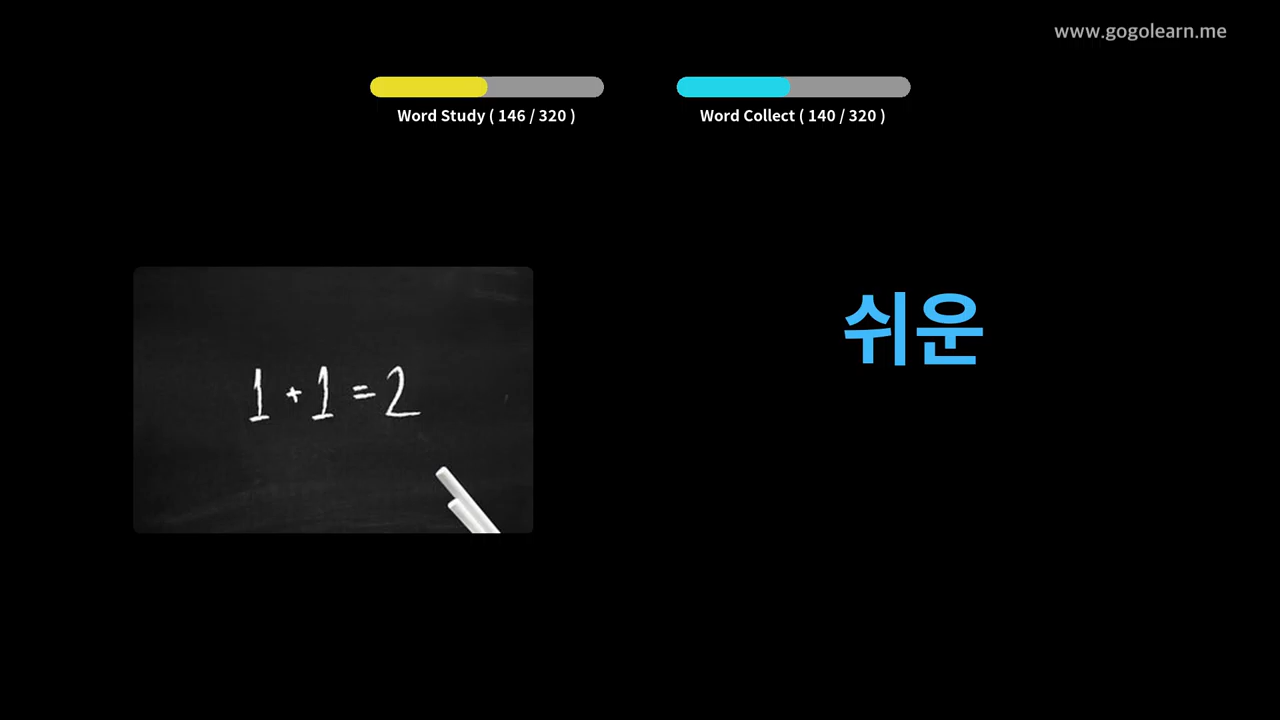 www.gogolearn.me
Word Study ( 146 / 320 )
Word Collect ( 140 / 320 )
1 + 1 = 2
쉬운